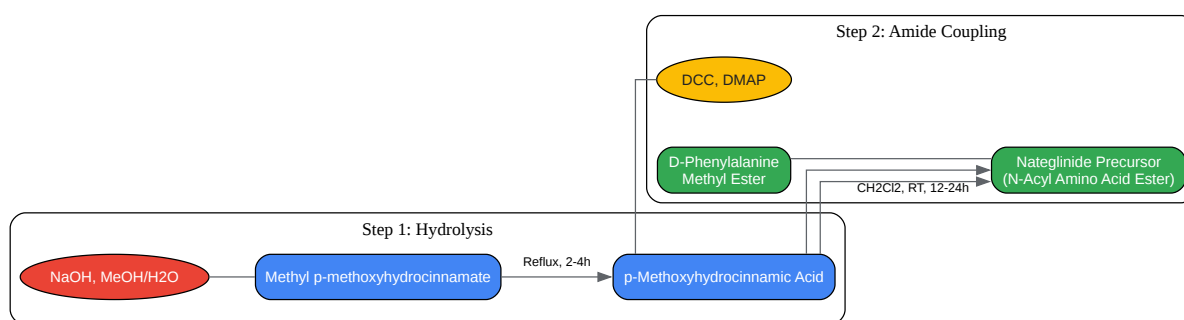 Step 2: Amide Coupling
DCC, DMAP
D-Phenylalanine
Methyl Ester
Nateglinide Precursor
(N-Acyl Amino Acid Ester)
CH2Cl2, RT, 12-24h
Step 1: Hydrolysis
NaOH, MeOH/H2O
Methyl p-methoxyhydrocinnamate
Reflux, 2-4h
p-Methoxyhydrocinnamic Acid